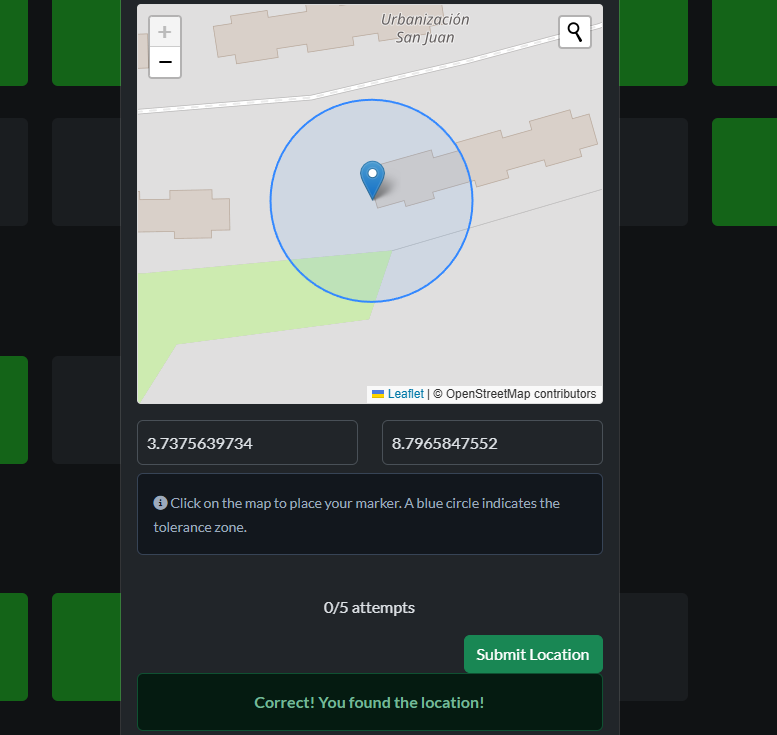 Urbanización
San Juan
+
−
Leaflet | © OpenStreetMap contributors
3.7375639734
8.7965847552
Click on the map to place your marker. A blue circle indicates the
tolerance zone.
0/5 attempts
Submit Location
Correct! You found the location!